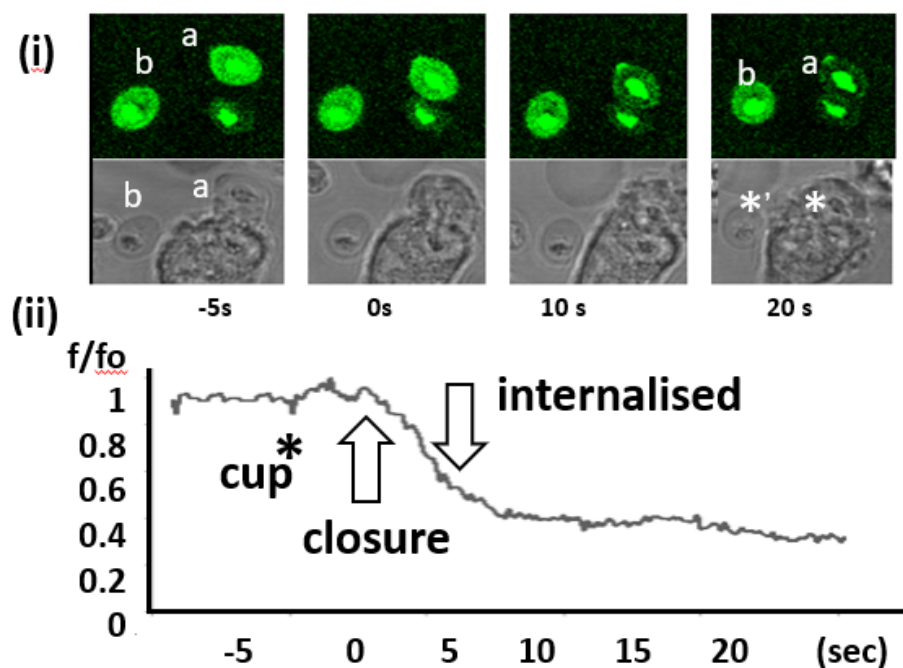 (i)
a
b
b
a
b
a
*’ *
-5s 0s 10 s 20 s
(ii)
f/fo
1
0.8
0.6
0.4
0.2
0
internalised
*
cup
closure
-5 0 5 10 15 20 (sec)